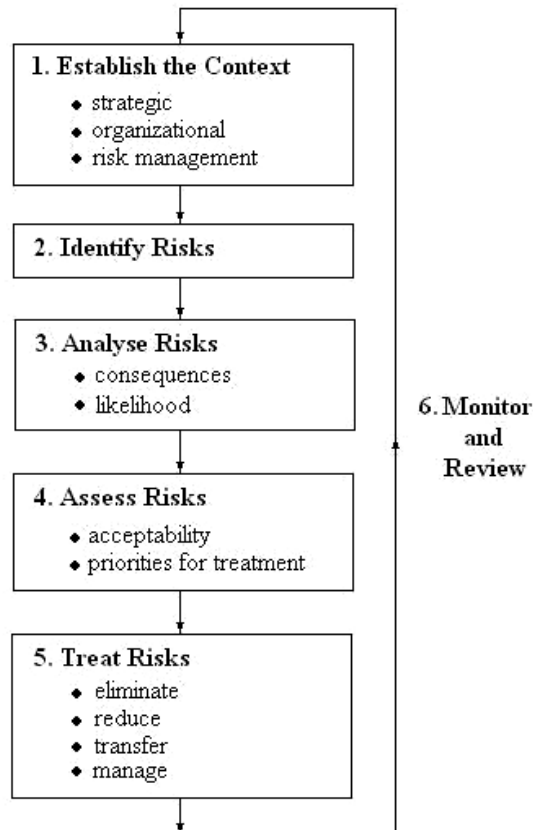 1. Establish the Context
◆ strategic
◆ organizational
◆ risk management
2. Identify Risks
3. Analyse Risks
◆ consequences
◆ likelihood
4. Assess Risks
◆ acceptability
◆ priorities for treatment
5. Treat Risks
◆ eliminate
◆ reduce
◆ transfer
◆ manage
6. Monitor
and
Review